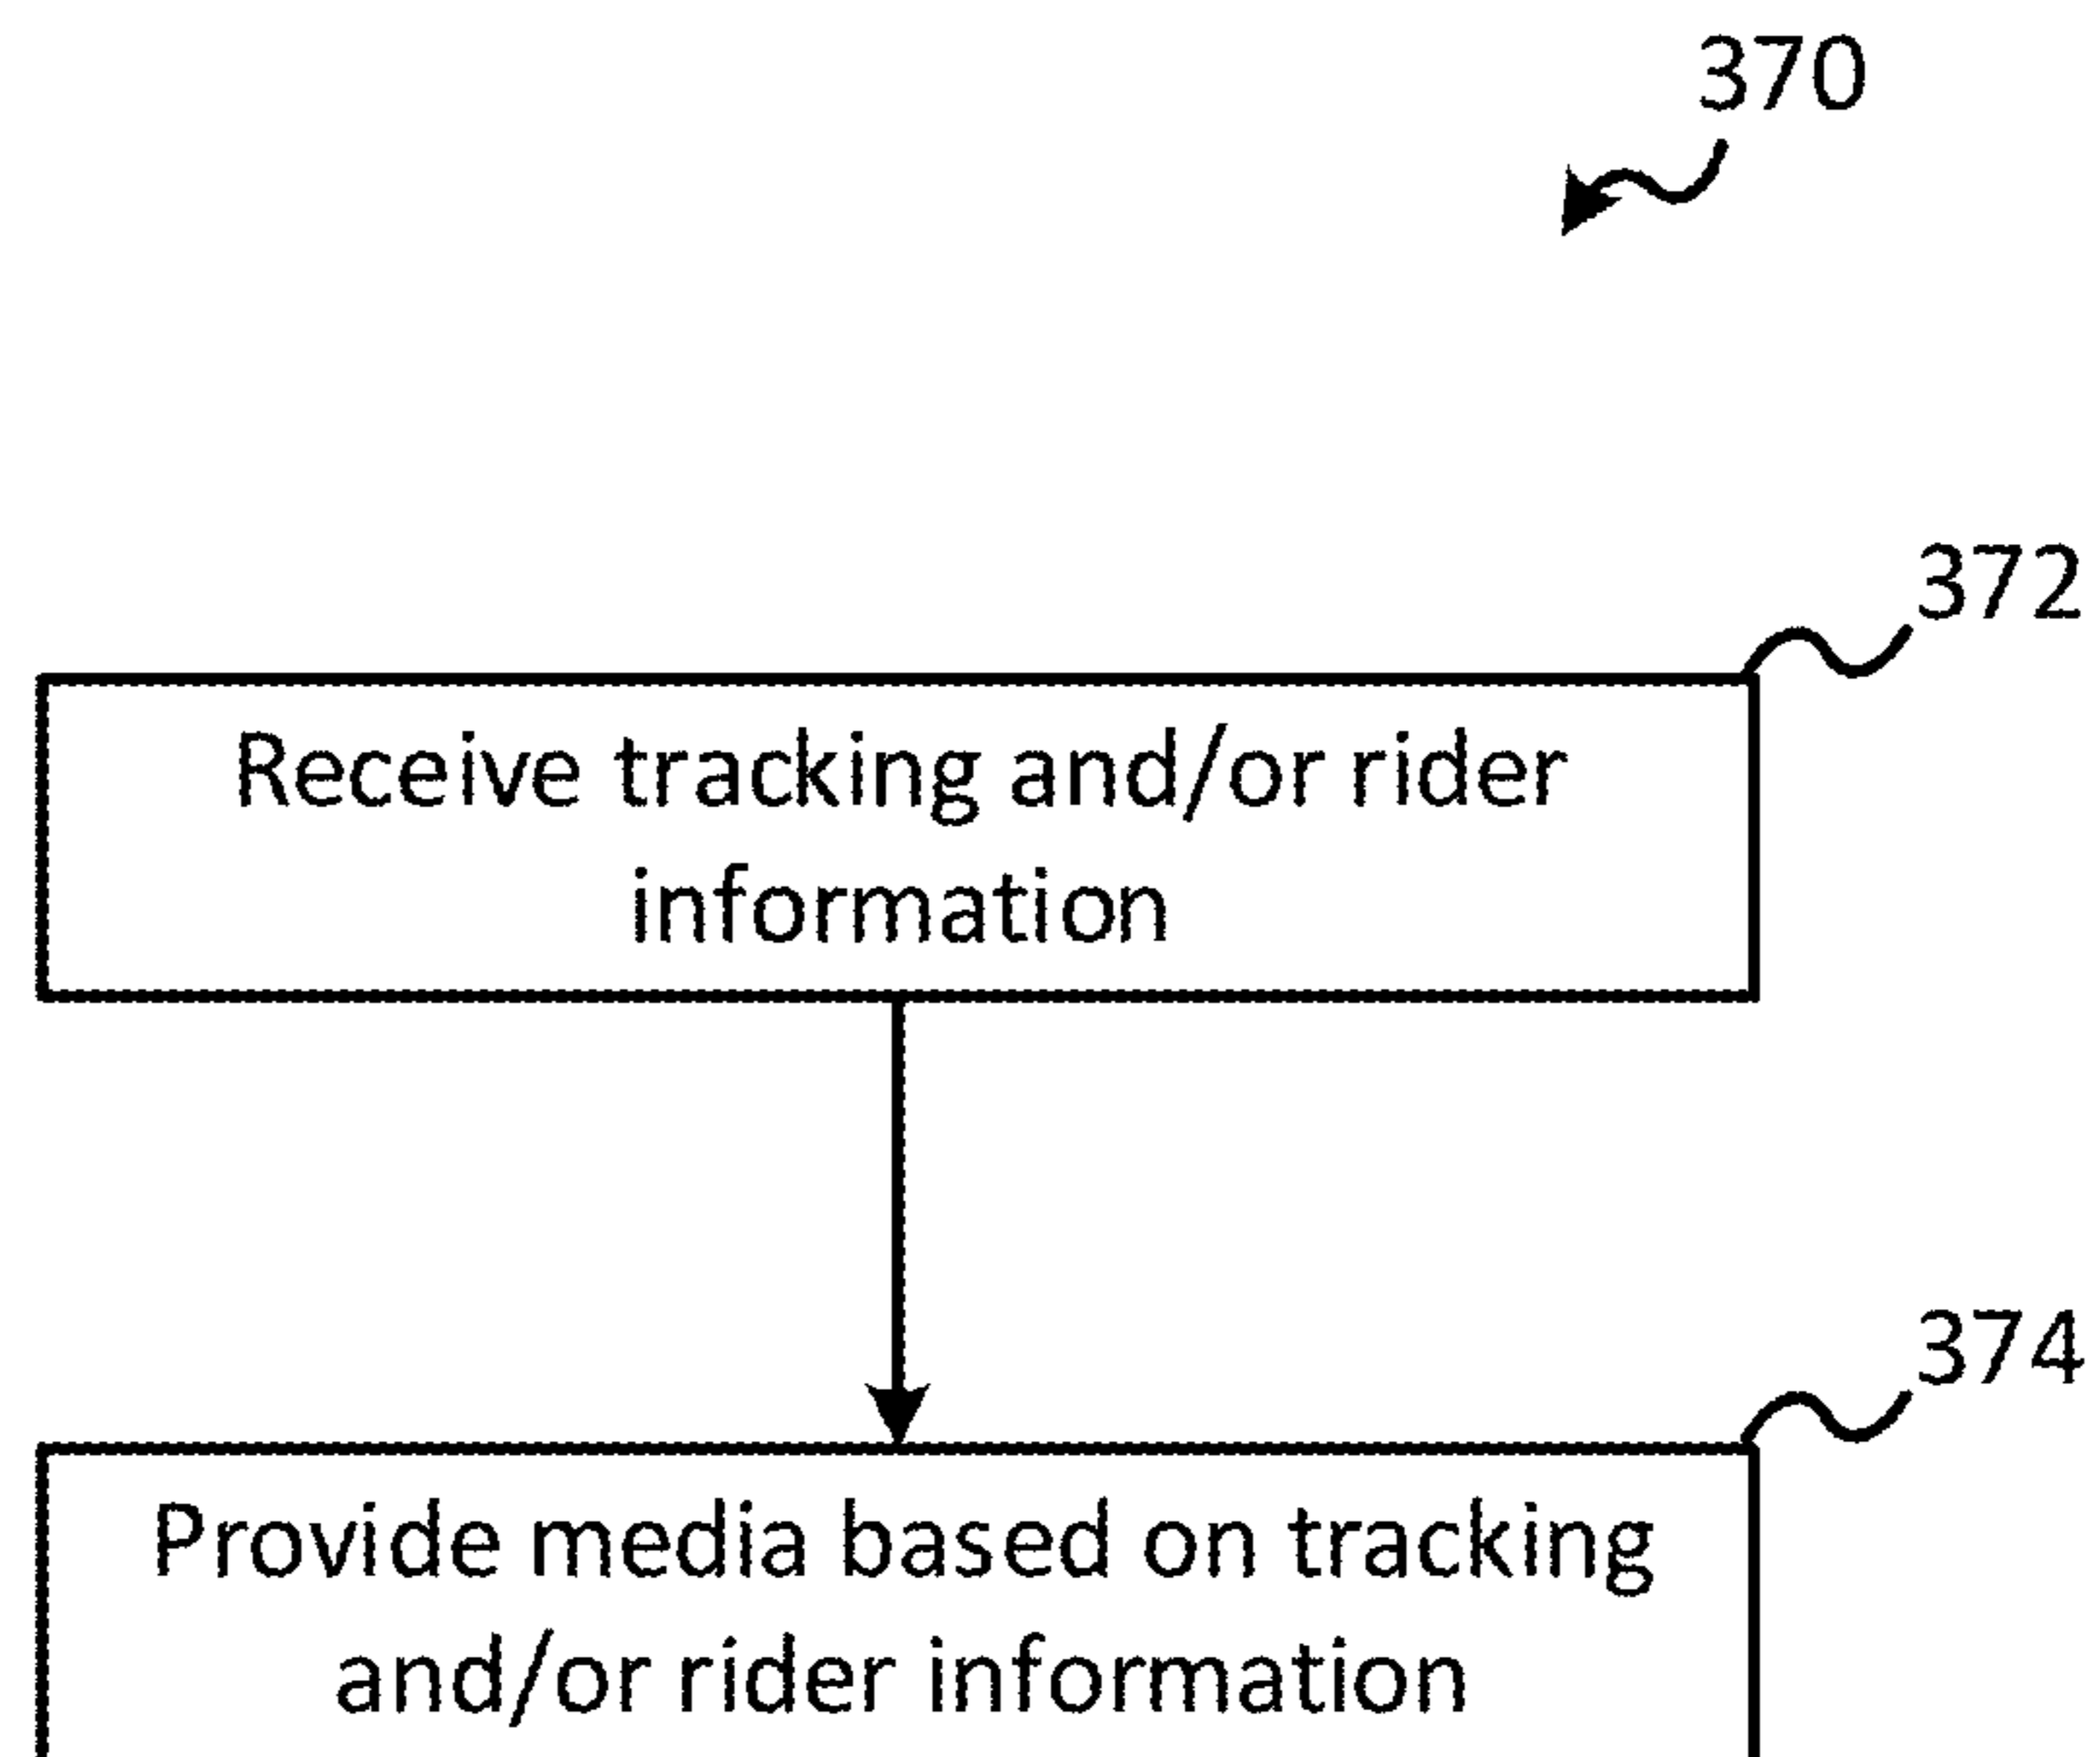 370
372
Receive tracking and/or rider
information
374
Provide media based on tracking
and/or rider information